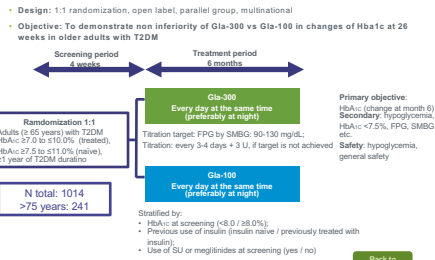 • Design: 1:1 randomization, open label, parallel group, multinational
• Objective: To demonstrate non inferiority of Gla-300 vs Gla-100 in changes of Hba1c at 26
weeks in older adults with T2DM
Screening period
4 weeks
Treatment period
6 months
Randomization 1:1
Adults (≥ 65 years) with T2DM
HbA1C ≥7.0 to ≤10.0% (treated),
HbA1C ≥7.5 to ≤11.0% (naïve),
≥1 year of T2DM duratino
N total: 1014
>75 years: 241
Gla-300
Every day at the same time
(preferably at night)
Titration target: FPG by SMBG: 90-130 mg/dL;
Titration: every 3-4 days + 3 U, if target is not achieved
Gla-100
Every day at the same time
(preferably at night)
Stratified by:
• HbA1C at screening (<8.0 / ≥8.0%);
• Previous use of insulin (insulin naïve / previously treated with
insulin);
• Use of SU or meglitinides at screening (yes / no)
Primary objective:
HbA1C (change at month 6)
Secondary: hypoglycemia,
HbA1C <7.5%, FPG, SMBG
etc.
Safety: hypoglycemia,
general safety
Back to